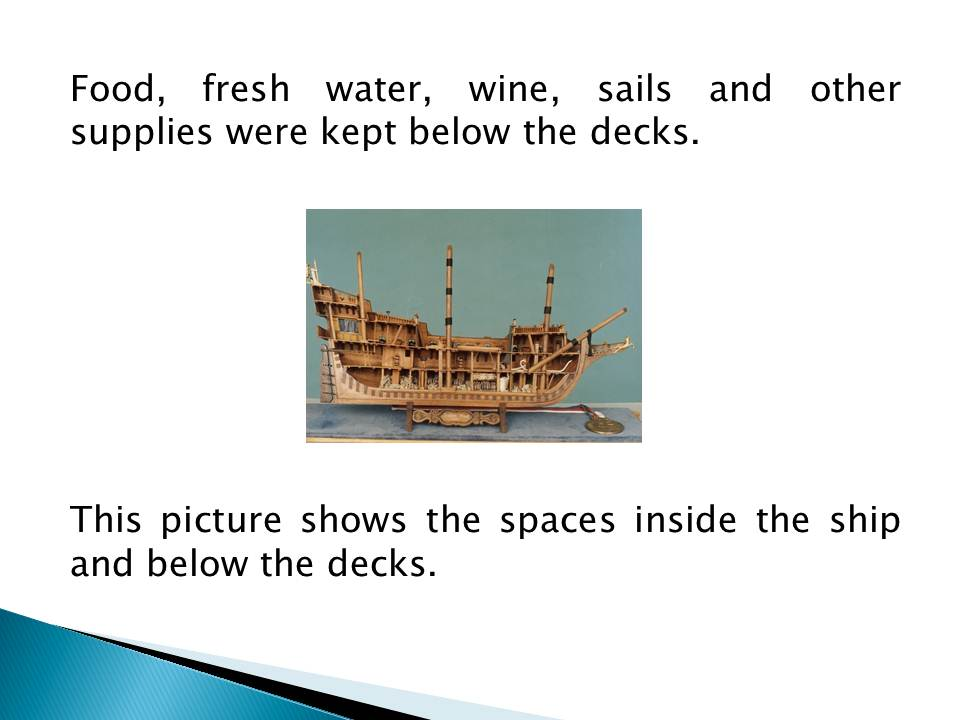 Food, fresh water, wine, sails and other
supplies were kept below the decks.
This picture shows the spaces inside the ship
and below the decks.